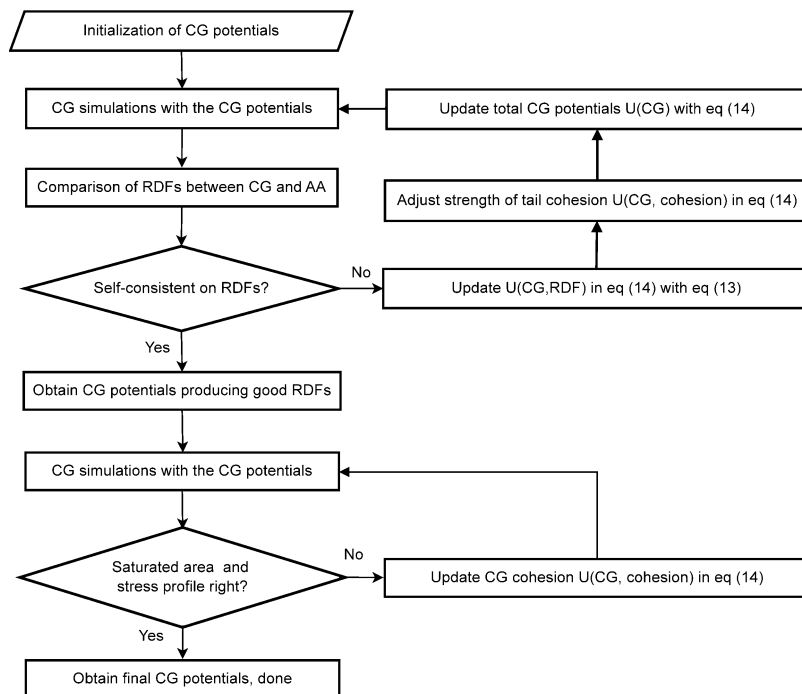 Initialization of CG potentials
CG simulations with the CG potentials
Update total CG potentials U(CG) with eq (14)
Comparison of RDFs between CG and AA
Adjust strength of tail cohesion U(CG, cohesion) in eq (14)
Self-consistent on RDFs?
No
Update U(CG,RDF) in eq (14) with eq (13)
Yes
Obtain CG potentials producing good RDFs
CG simulations with the CG potentials
Saturated area and
stress profile right?
No
Update CG cohesion U(CG, cohesion) in eq (14)
Yes
Obtain final CG potentials, done